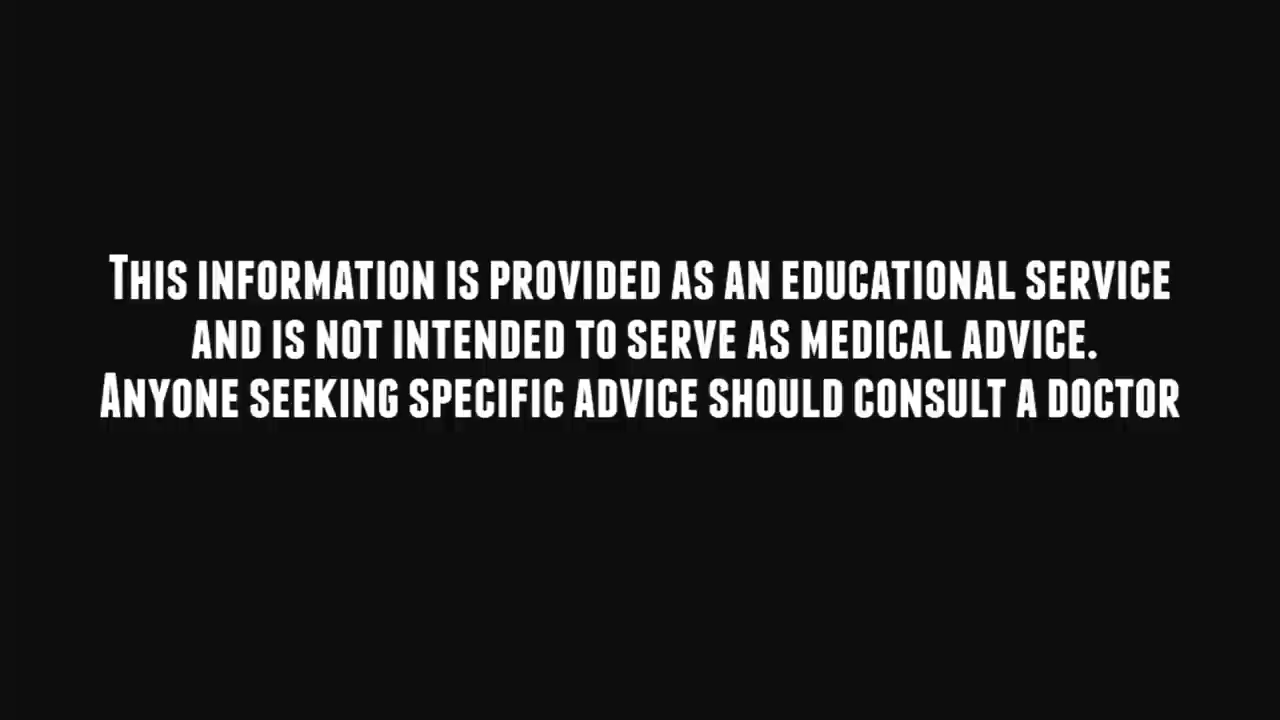 This information is provided as an educational service
and is not intended to serve as medical advice.
Anyone seeking specific advice should consult a doctor